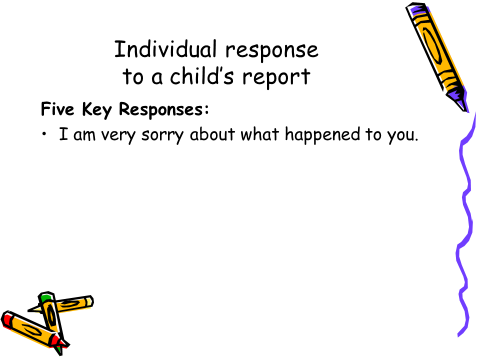 Individual response
to a child's report
Five Key Responses:
• I am very sorry about what happened to you.